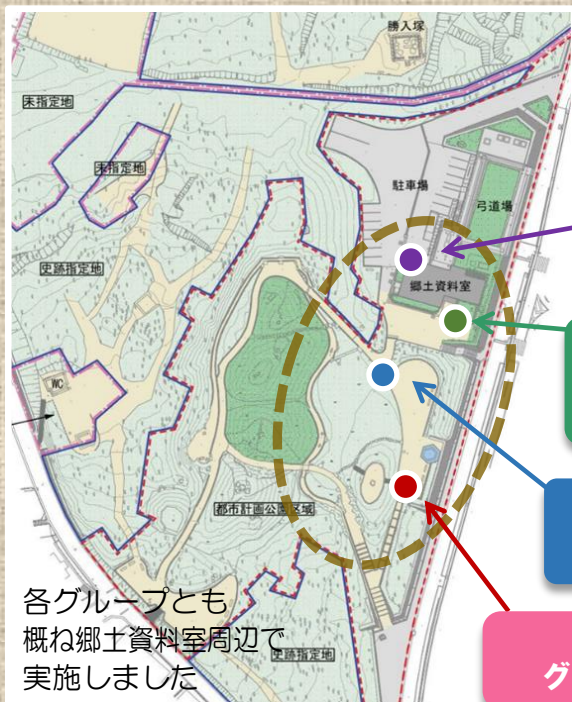 勝入塚
未指定地
未指定地
駐車場
弓道場
史跡指定地
郷土資料室
WC
都市計画公園区域
各グループとも
概ね郷土資料室周辺で
実施しました
史跡指定地
グ